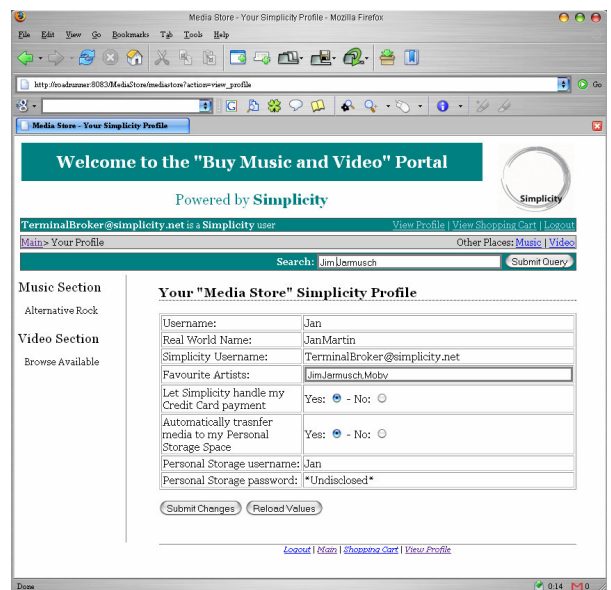 Media Store - Your Simplicity Profile - Mozilla Firefox
File Edit View Go Bookmarks Tab Tools Help
http://roadrunner:8083/MediaStore/mediastore?action=view_profile
Go
Media Store - Your Simplicity Profile
Welcome to the "Buy Music and Video" Portal
Powered by Simplicity
Simplicity
TerminalBroker@simplicity.net is a Simplicity user View Profile | View Shopping Cart | Logout
Main> Your Profile Other Places: Music | Video
Search: Jim Jarmusch Submit Query
Music Section
Alternative Rock
Video Section
Browse Available
Your "Media Store" Simplicity Profile
Username: Jan
Real World Name: JanMartin
Simplicity Username: TerminalBroker@simplicity.net
Favourite Artists: JimJarmusch,Moby
Let Simplicity handle my
Credit Card payment
Yes: - No:
Automatically trasnfer
media to my Personal
Storage Space
Yes: - No:
Personal Storage username: Jan
Personal Storage password: *Undisclosed*
Submit Changes Reload Values
Logout | Main | Shopping Cart | View Profile
Done 0:14 M 0